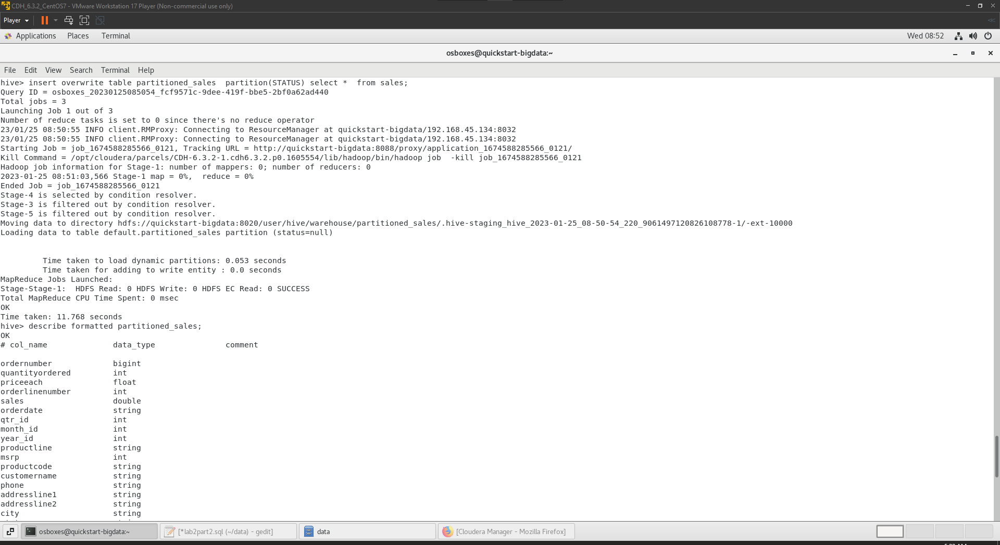 CDH_6.3.2_CentOS7 - VMware Workstation 17 Player (Non-commercial use only)
Player
Applications Places Terminal Wed 08:52
osboxes@quickstart-bigdata:~
File Edit View Search Terminal Help
hive> insert overwrite table partitioned_sales  partition(STATUS) select *  from sales;
Query ID = osboxes_20230125085054_fcf9571c-9dee-419f-bbe5-2bf0a62ad440
Total jobs = 3
Launching Job 1 out of 3
Number of reduce tasks is set to 0 since there's no reduce operator
23/01/25 08:50:55 INFO client.RMProxy: Connecting to ResourceManager at quickstart-bigdata/192.168.45.134:8032
23/01/25 08:50:55 INFO client.RMProxy: Connecting to ResourceManager at quickstart-bigdata/192.168.45.134:8032
Starting Job = job_1674588285566_0121, Tracking URL = http://quickstart-bigdata:8088/proxy/application_1674588285566_0121/
Kill Command = /opt/cloudera/parcels/CDH-6.3.2-1.cdh6.3.2.p0.1605554/lib/hadoop/bin/hadoop job  -kill job_1674588285566_0121
Hadoop job information for Stage-1: number of mappers: 0; number of reducers: 0
2023-01-25 08:51:03,566 Stage-1 map = 0%,  reduce = 0%
Ended Job = job_1674588285566_0121
Stage-4 is selected by condition resolver.
Stage-3 is filtered out by condition resolver.
Stage-5 is filtered out by condition resolver.
Moving data to directory hdfs://quickstart-bigdata:8020/user/hive/warehouse/partitioned_sales/.hive-staging_hive_2023-01-25_08-50-54_220_9061497120826108778-1/-ext-10000
Loading data to table default.partitioned_sales partition (status=null)
Time taken to load dynamic partitions: 0.053 seconds
Time taken for adding to write entity : 0.0 seconds
MapReduce Jobs Launched:
Stage-Stage-1:  HDFS Read: 0 HDFS Write: 0 HDFS EC Read: 0 SUCCESS
Total MapReduce CPU Time Spent: 0 msec
OK
Time taken: 11.768 seconds
hive> describe formatted partitioned_sales;
OK
# col_name data_type comment
ordernumber bigint
quantityordered int
priceeach float
orderlinenumber int
sales double
orderdate string
qtr_id int
month_id int
year_id int
productline string
msrp int
productcode string
customername string
phone string
addressline1 string
addressline2 string
city string
osboxes@quickstart-bigdata:~ [*lab2part2.sql (~/data) - gedit] data [Cloudera Manager - Mozilla Firefox]